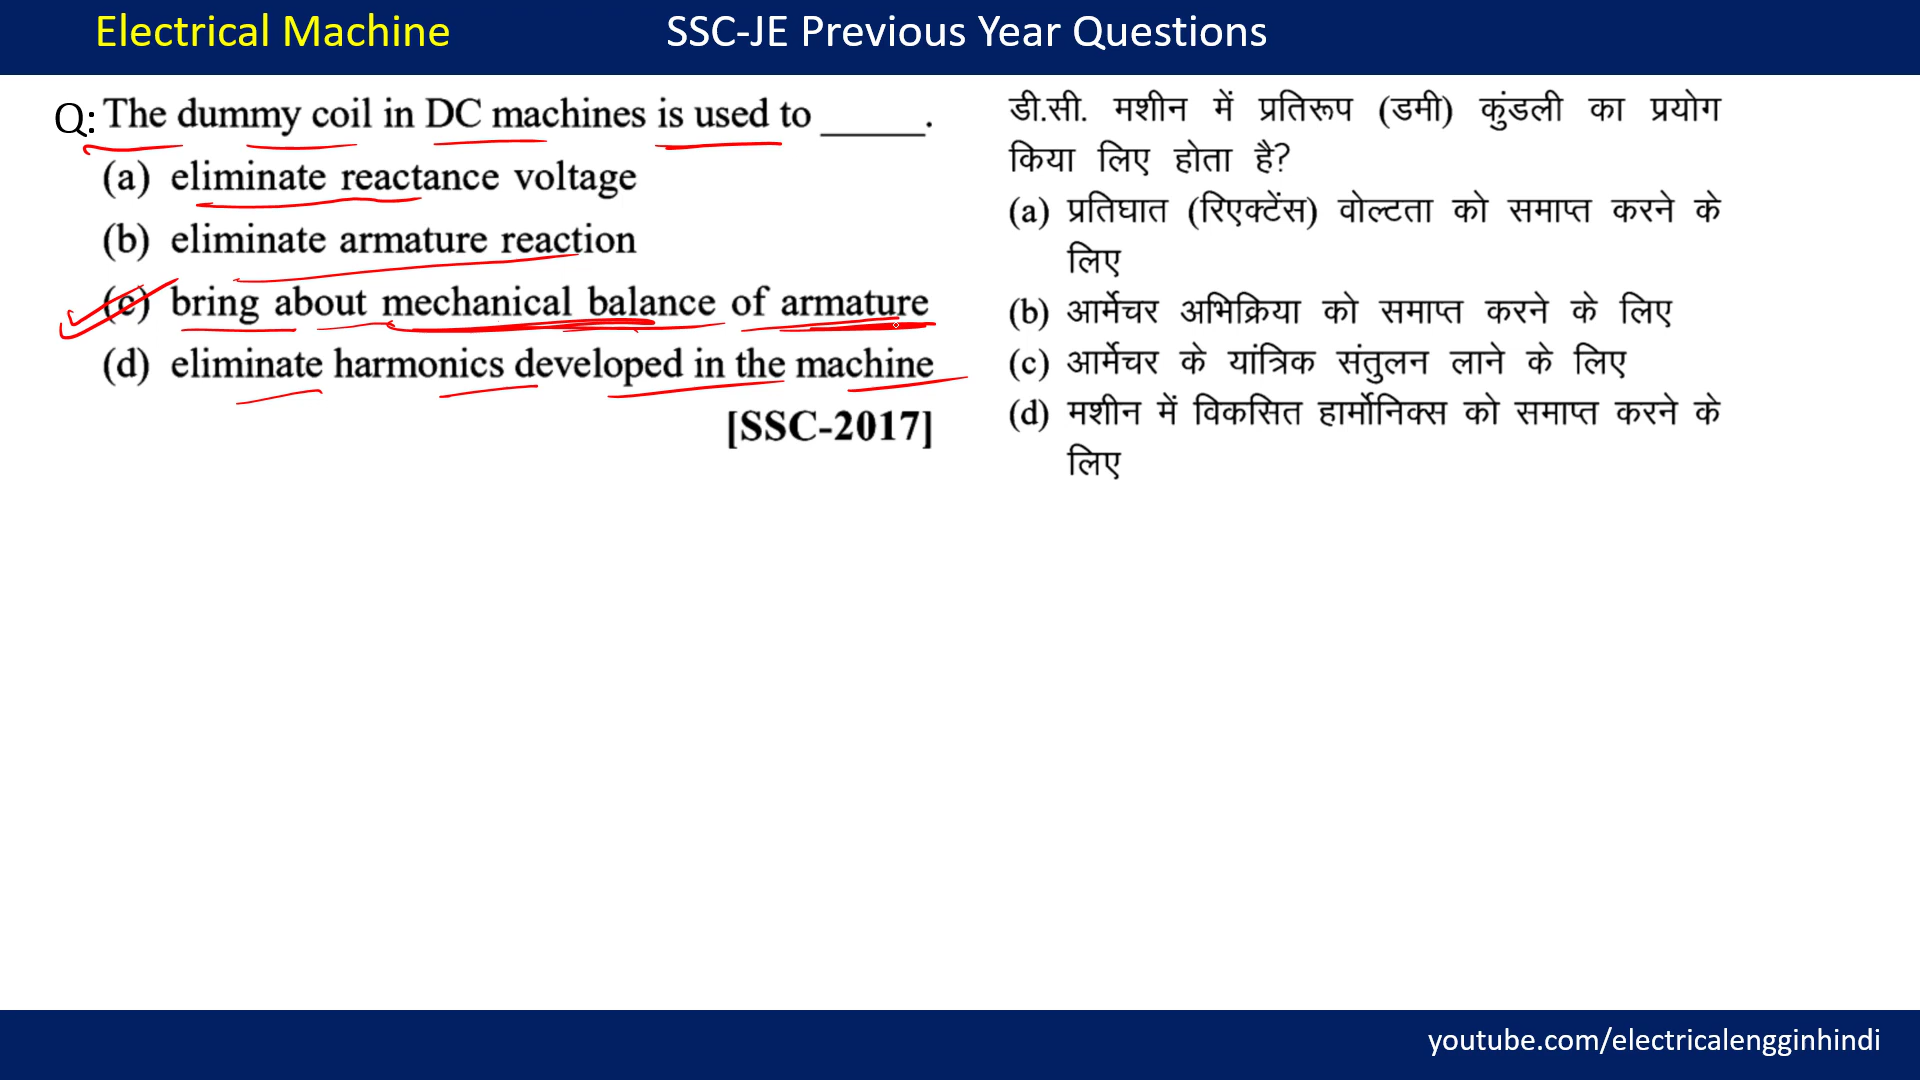 Electrical Machine
SSC-JE Previous Year Questions
Q: The dummy coil in DC machines is used to _____.
(a) eliminate reactance voltage
(b) eliminate armature reaction
(c) bring about mechanical balance of armature
(d) eliminate harmonics developed in the machine
[SSC-2017]
डी.सी. मशीन में प्रतिरूप (डमी) कुंडली का प्रयोग
किया लिए होता है?
(a) प्रतिघात (रिएक्टेंस) वोल्टता को समाप्त करने के
लिए
(b) आर्मेचर अभिक्रिया को समाप्त करने के लिए
(c) आर्मेचर के यांत्रिक संतुलन लाने के लिए
(d) मशीन में विकसित हार्मोनिक्स को समाप्त करने के
लिए
youtube.com/electricalengginhindi